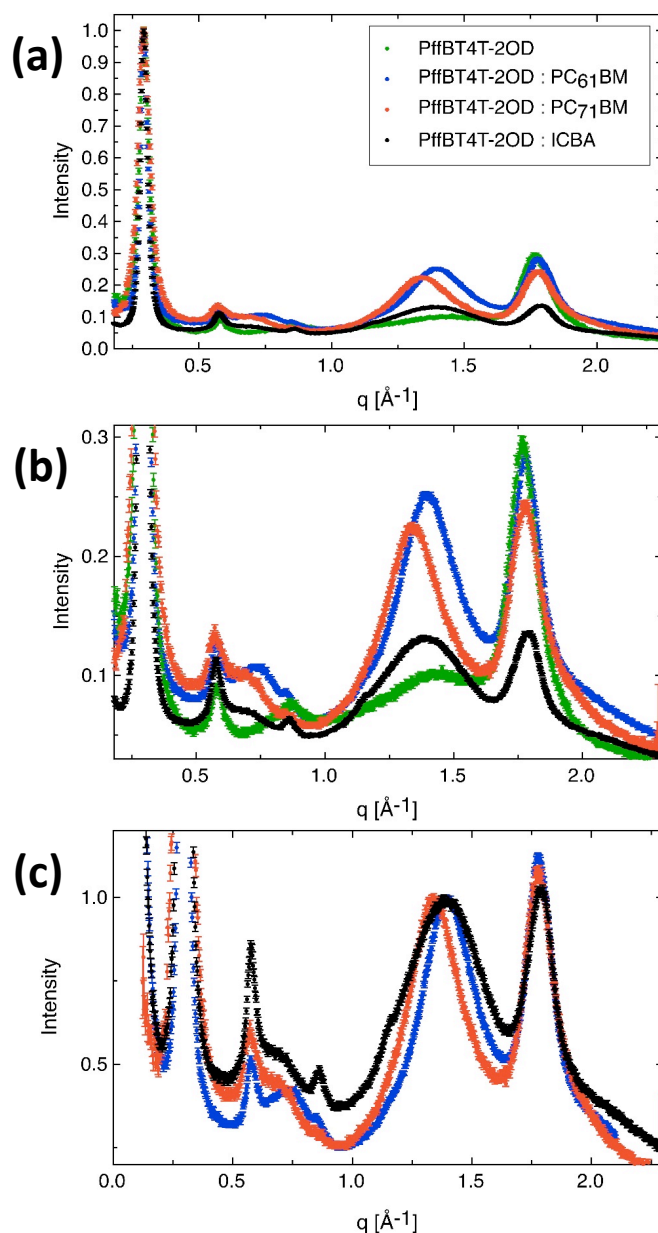 (a)
1.0
0.9
0.8
0.7
0.6
0.5
0.4
0.3
0.2
0.1
0.0
Intensity
PffBT4T-2OD
PffBT4T-2OD : PC61BM
PffBT4T-2OD : PC71BM
PffBT4T-2OD : ICBA
0.5 1.0 1.5 2.0
q [Å-1]
(b)
0.3
0.2
0.1
Intensity
0.5 1.0 1.5 2.0
q [Å-1]
(c)
1.0
0.5
Intensity
0.0 0.5 1.0 1.5 2.0
q [Å-1]